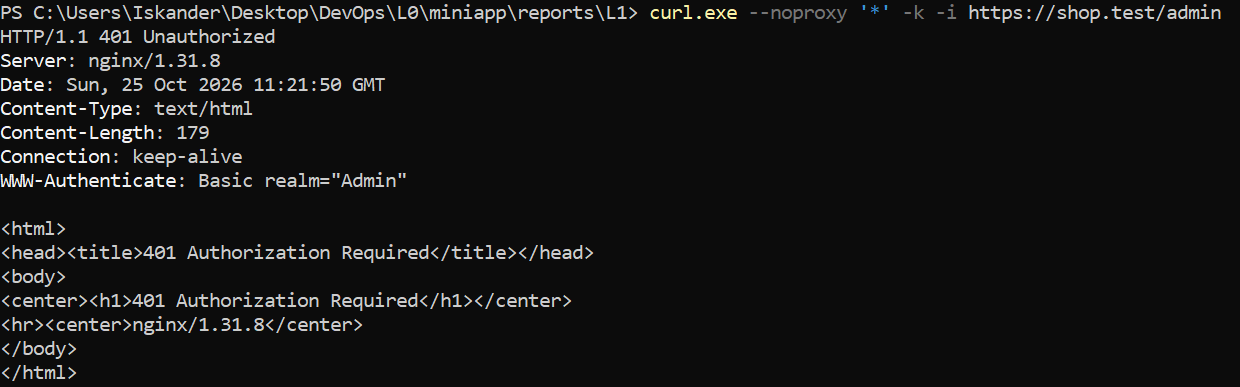 PS C:\Users\Iskander\Desktop\DevOps\L0\miniapp\reports\L1> curl.exe --noproxy '*' -k -i https://shop.test/admin
HTTP/1.1 401 Unauthorized
Server: nginx/1.31.8
Date: Sun, 25 Oct 2026 11:21:50 GMT
Content-Type: text/html
Content-Length: 179
Connection: keep-alive
WWW-Authenticate: Basic realm="Admin"

<html>
<head><title>401 Authorization Required</title></head>
<body>
<center><h1>401 Authorization Required</h1></center>
<hr><center>nginx/1.31.8</center>
</body>
</html>